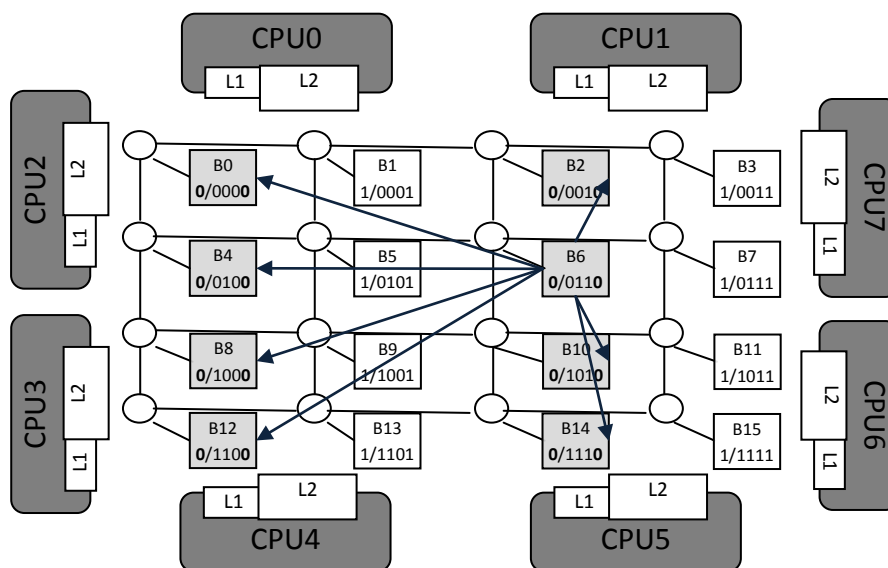 CPU0
L1
L2
CPU1
L1
L2
CPU2
L2
L1
CPU7
L2
L1
B0
0/0000
B1
1/0001
B2
0/0010
B3
1/0011
B4
0/0100
B5
1/0101
B6
0/0110
B7
1/0111
B8
0/1000
B9
1/1001
B10
0/1010
B11
1/1011
B12
0/1100
B13
1/1101
B14
0/1110
B15
1/1111
CPU3
L2
L1
CPU6
L2
L1
L1
L2
CPU4
L1
L2
CPU5